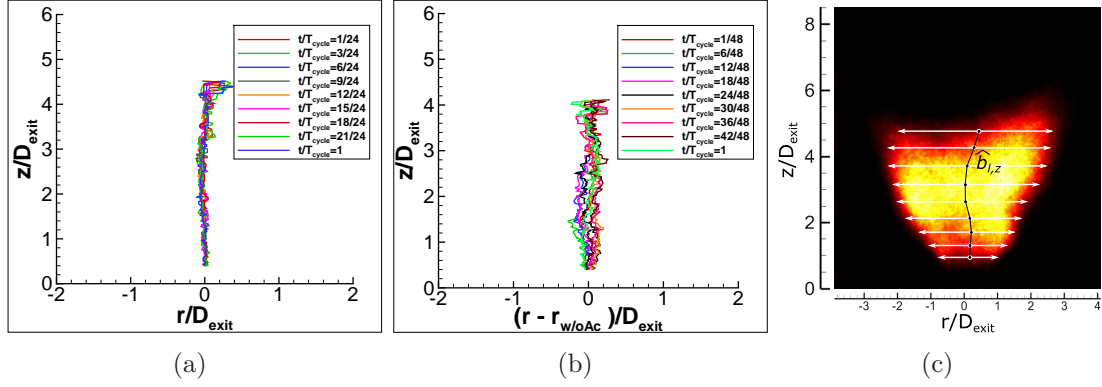 6
5
4
3
2
1
0
z/D_exit
-2 -1 0 1 2
r/D_exit
t/T_cycle=1/24
t/T_cycle=3/24
t/T_cycle=6/24
t/T_cycle=9/24
t/T_cycle=12/24
t/T_cycle=15/24
t/T_cycle=18/24
t/T_cycle=21/24
t/T_cycle=1
(a)
6
5
4
3
2
1
0
z/D_exit
-2 -1 0 1 2
(r - r_w/oAc )/D_exit
t/T_cycle=1/48
t/T_cycle=6/48
t/T_cycle=12/48
t/T_cycle=18/48
t/T_cycle=24/48
t/T_cycle=30/48
t/T_cycle=36/48
t/T_cycle=42/48
t/T_cycle=1
(b)
8
6
4
2
0
z/D_exit
b̂_l,z
-3 -2 -1 0 1 2 3 4
r/D_exit
(c)